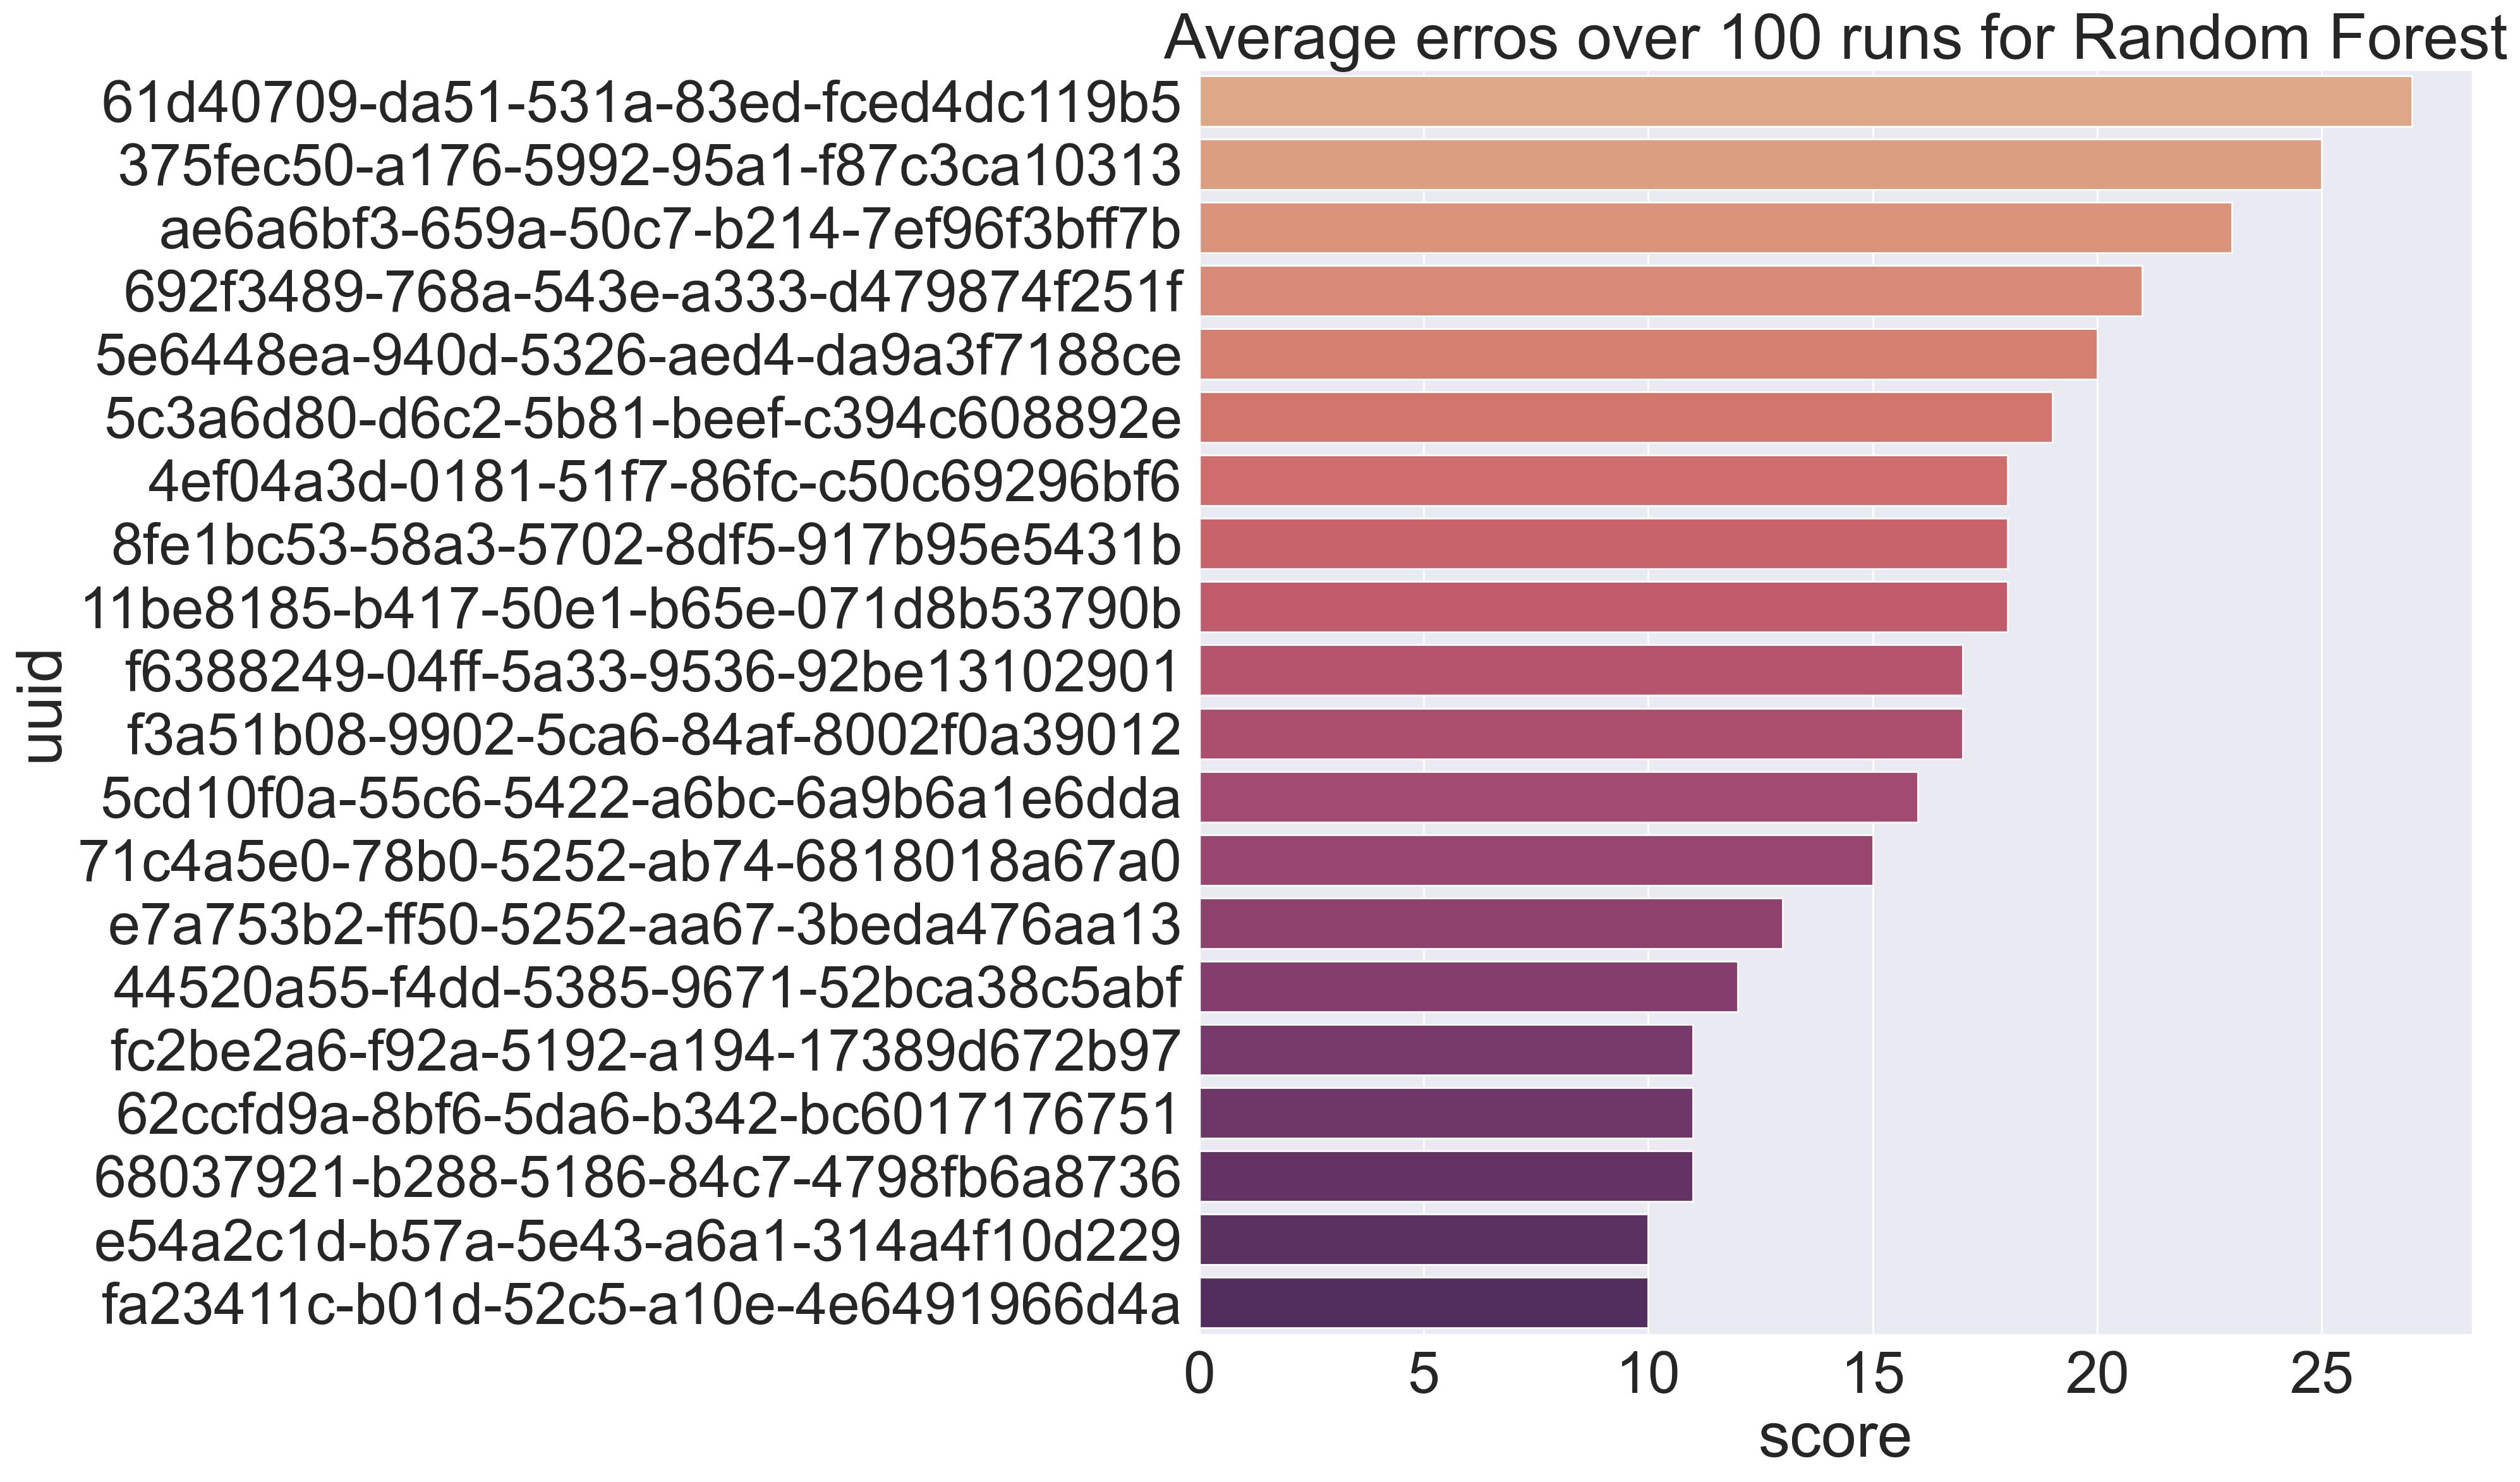 Average erros over 100 runs for Random Forest
61d40709-da51-531a-83ed-fced4dc119b5
375fec50-a176-5992-95a1-f87c3ca10313
ae6a6bf3-659a-50c7-b214-7ef96f3bff7b
692f3489-768a-543e-a333-d479874f251f
5e6448ea-940d-5326-aed4-da9a3f7188ce
5c3a6d80-d6c2-5b81-beef-c394c608892e
4ef04a3d-0181-51f7-86fc-c50c69296bf6
8fe1bc53-58a3-5702-8df5-917b95e5431b
11be8185-b417-50e1-b65e-071d8b53790b
f6388249-04ff-5a33-9536-92be13102901
f3a51b08-9902-5ca6-84af-8002f0a39012
5cd10f0a-55c6-5422-a6bc-6a9b6a1e6dda
71c4a5e0-78b0-5252-ab74-6818018a67a0
e7a753b2-ff50-5252-aa67-3beda476aa13
44520a55-f4dd-5385-9671-52bca38c5abf
fc2be2a6-f92a-5192-a194-17389d672b97
62ccfd9a-8bf6-5da6-b342-bc6017176751
68037921-b288-5186-84c7-4798fb6a8736
e54a2c1d-b57a-5e43-a6a1-314a4f10d229
fa23411c-b01d-52c5-a10e-4e6491966d4a
uuid
0 5 10 15 20 25
score